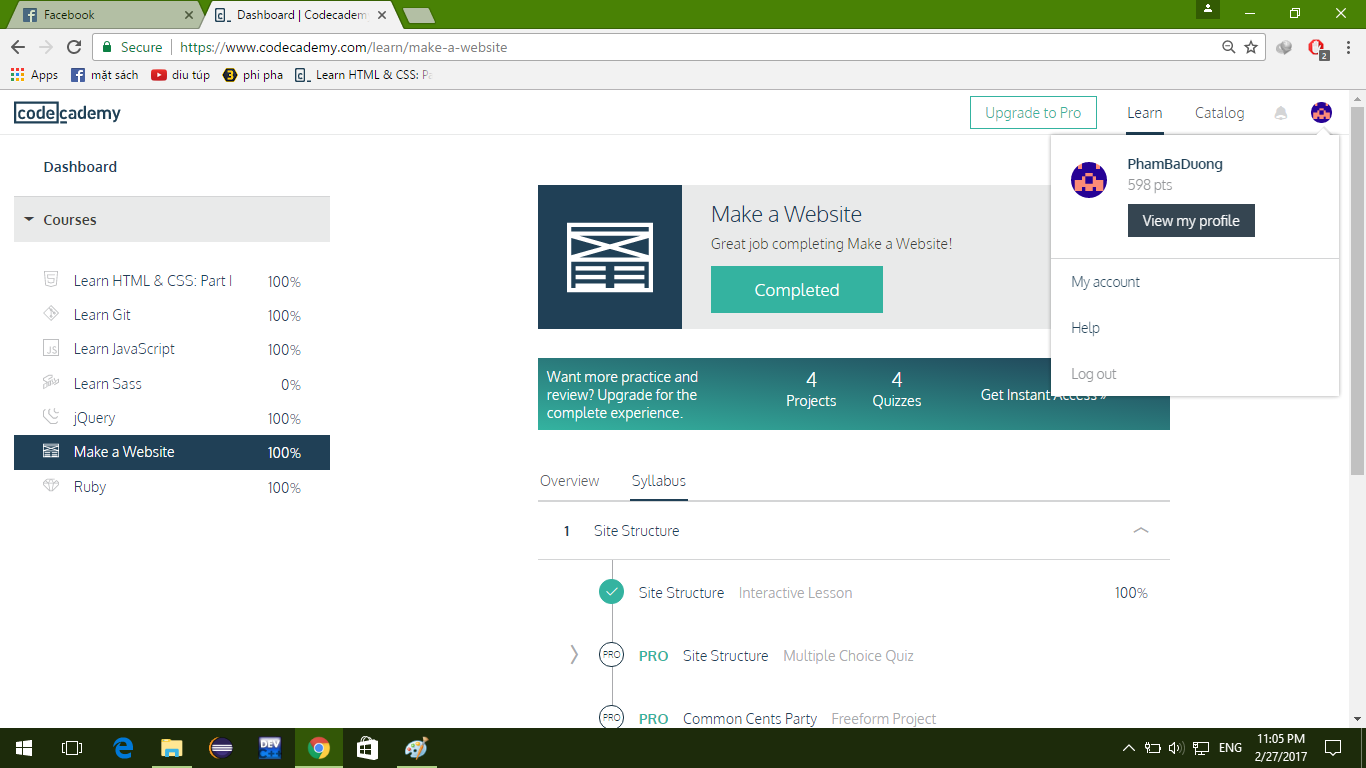 Facebook
Dashboard | Codecadem
Secure
https://www.codecademy.com/learn/make-a-website
2
Apps
mặt sách
diu túp
phi pha
Learn HTML & CSS: Pa
codecademy
Upgrade to Pro
Learn
Catalog
Dashboard
Courses
Learn HTML & CSS: Part I 100%
Learn Git 100%
Learn JavaScript 100%
Learn Sass 0%
jQuery 100%
Make a Website 100%
Ruby 100%
Make a Website
Great job completing Make a Website!
Completed
PhamBaDuong
598 pts
View my profile
My account
Help
Log out
Want more practice and
review? Upgrade for the
complete experience.
4
Projects
4
Quizzes
Get Instant Access »
Overview
Syllabus
1 Site Structure
Site Structure Interactive Lesson 100%
PRO PRO Site Structure Multiple Choice Quiz
PRO PRO Common Cents Party Freeform Project
DEV
ENG
11:05 PM
2/27/2017